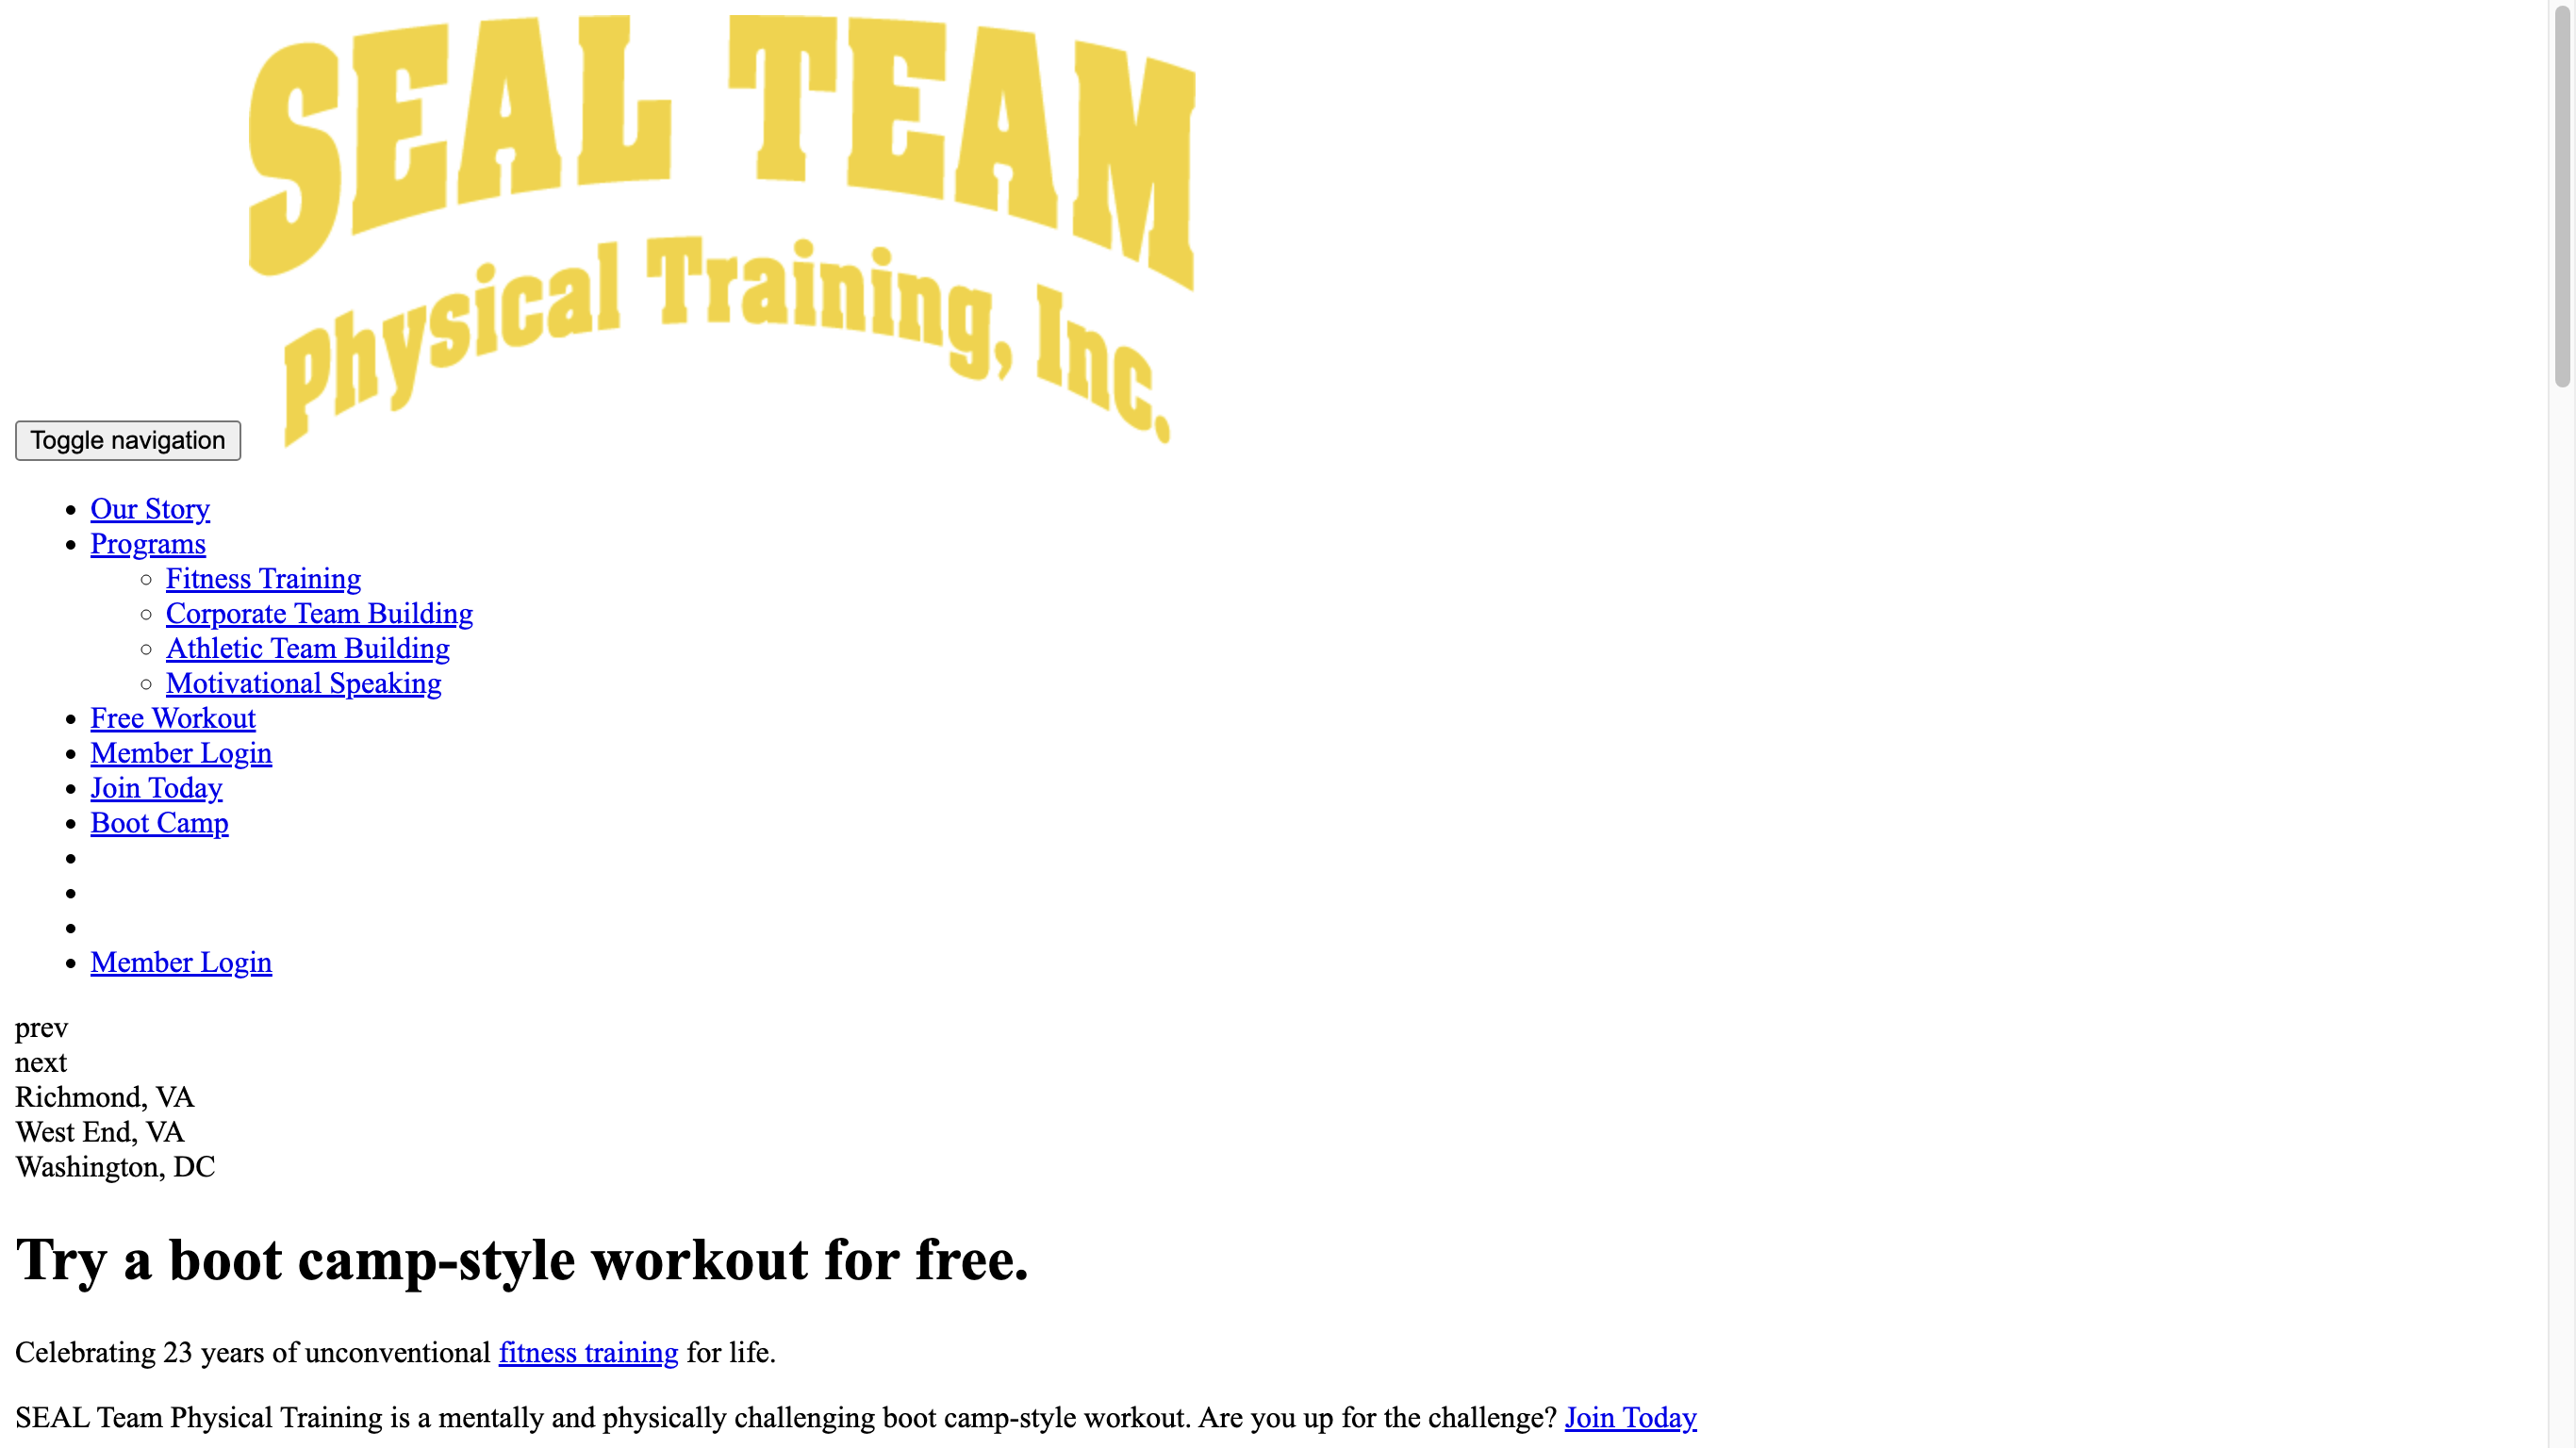 SEAL TEAM
Physical Training, Inc.
Toggle navigation
Our Story
Programs
Fitness Training
Corporate Team Building
Athletic Team Building
Motivational Speaking
Free Workout
Member Login
Join Today
Boot Camp
Member Login
prev
next
Richmond, VA
West End, VA
Washington, DC
Try a boot camp-style workout for free.
Celebrating 23 years of unconventional fitness training for life.
SEAL Team Physical Training is a mentally and physically challenging boot camp-style workout. Are you up for the challenge? Join Today